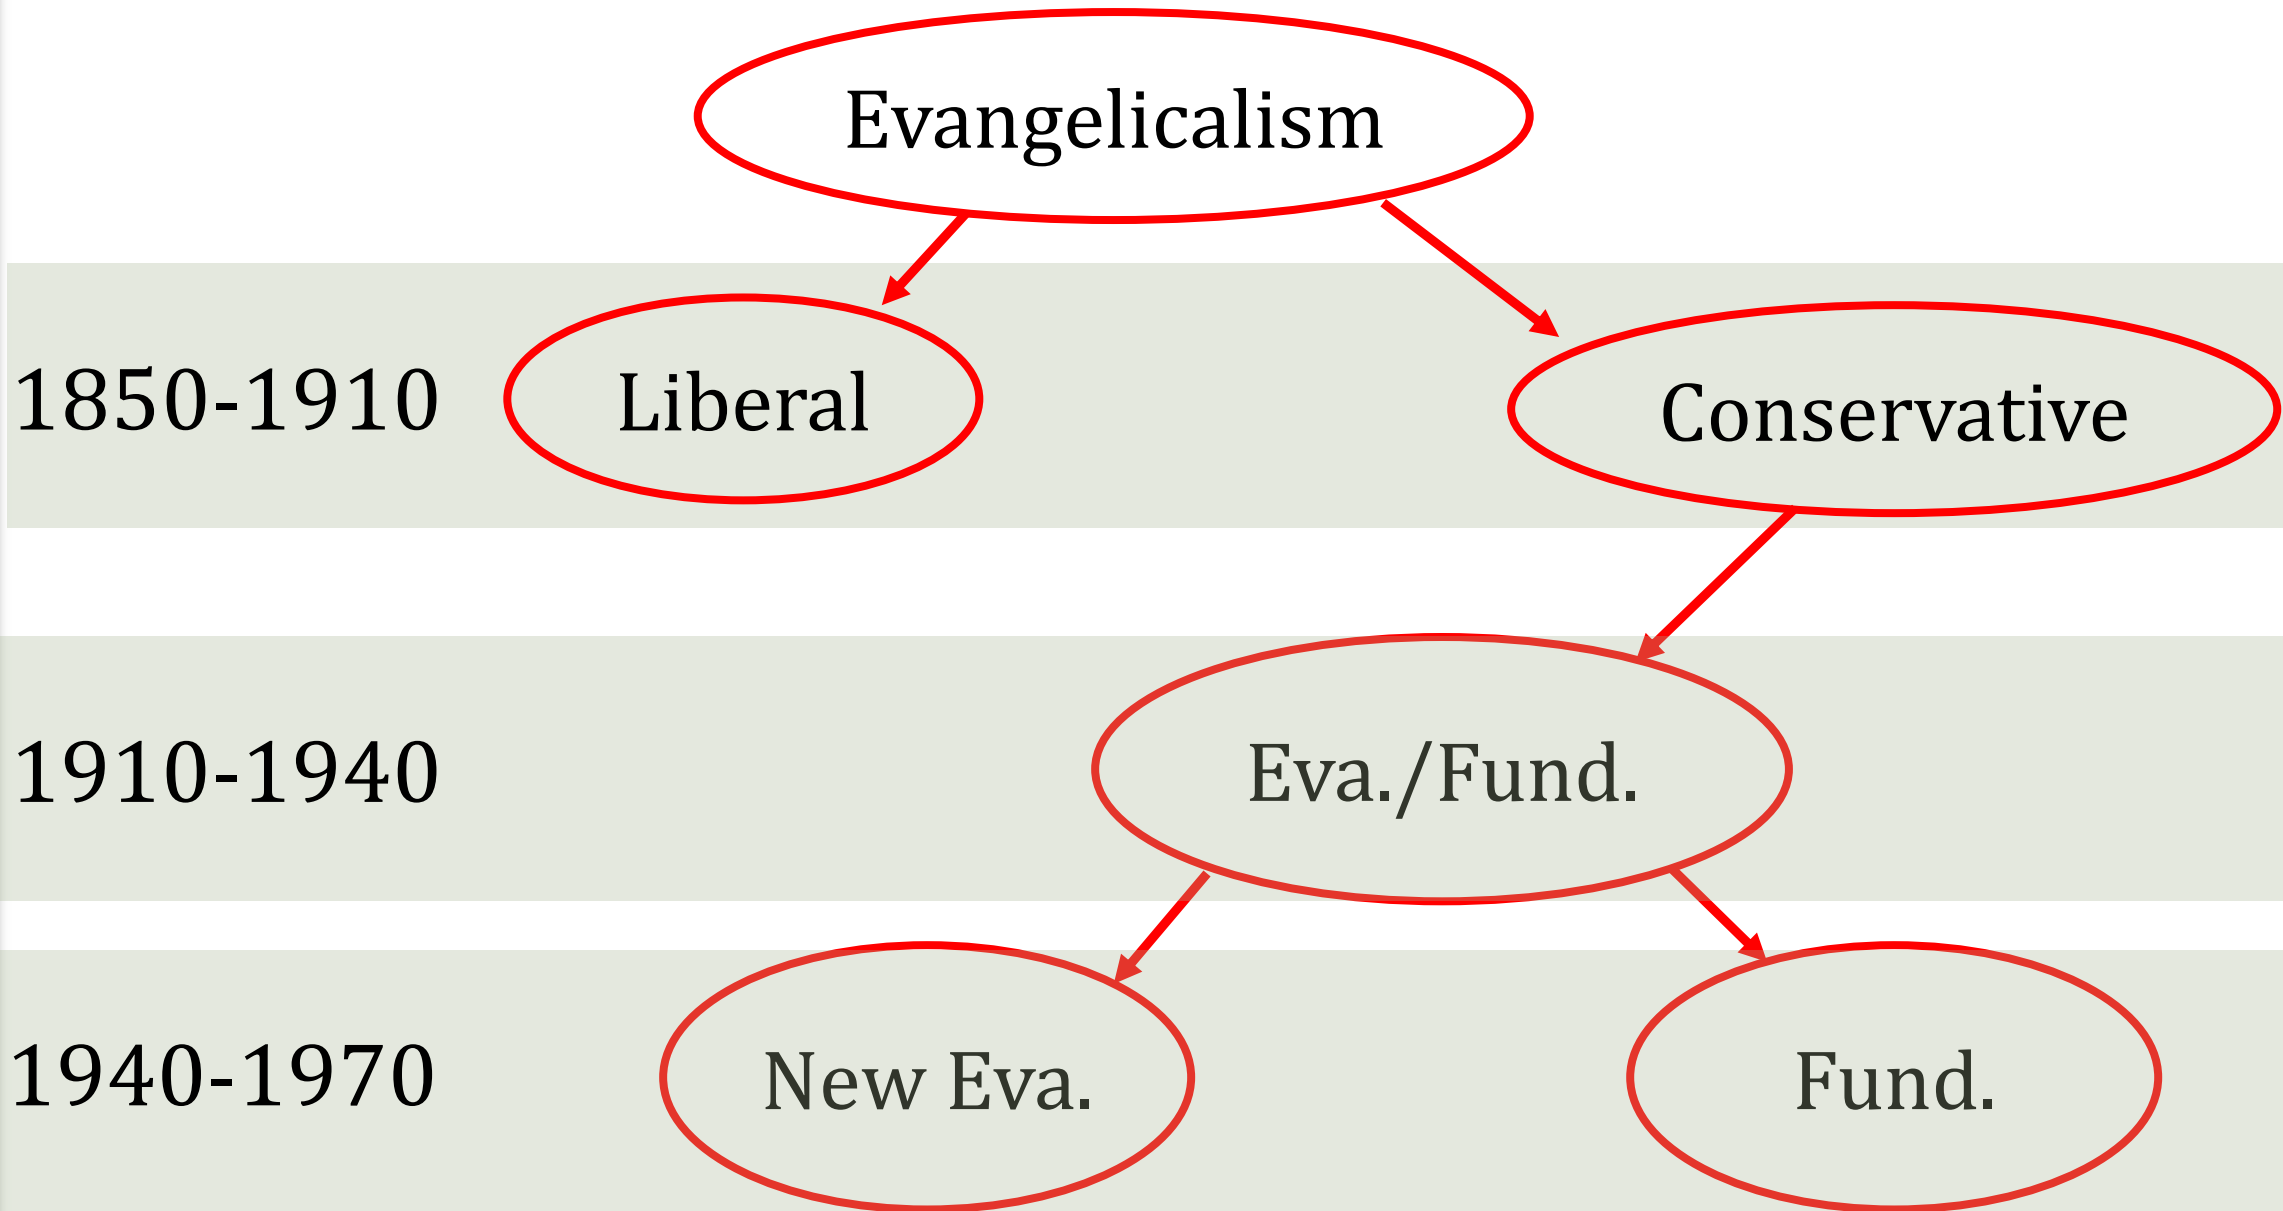 Evangelicalism
1850-1910 Liberal Conservative
1910-1940 Eva./Fund.
1940-1970 New Eva. Fund.